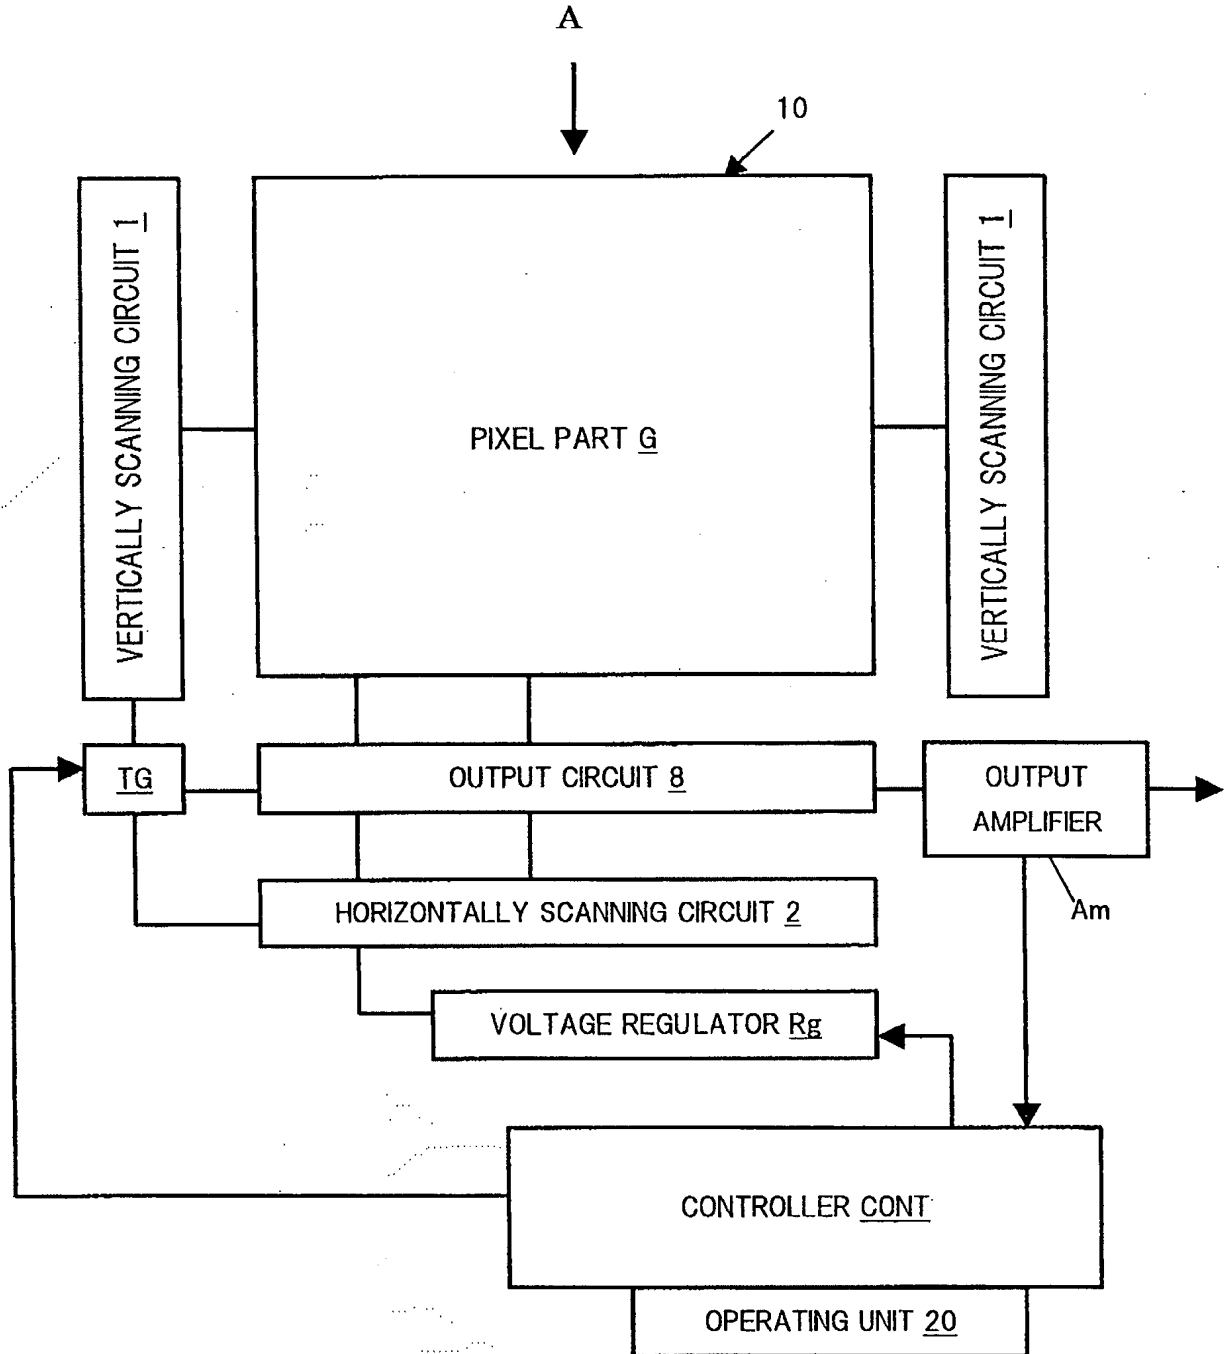 A
10
VERTICALLY SCANNING CIRCUIT 1
VERTICALLY SCANNING CIRCUIT 1
PIXEL PART G
TG
OUTPUT CIRCUIT 8
OUTPUT
AMPLIFIER
Am
HORIZONTALLY SCANNING CIRCUIT 2
VOLTAGE REGULATOR Rg
CONTROLLER CONT
OPERATING UNIT 20